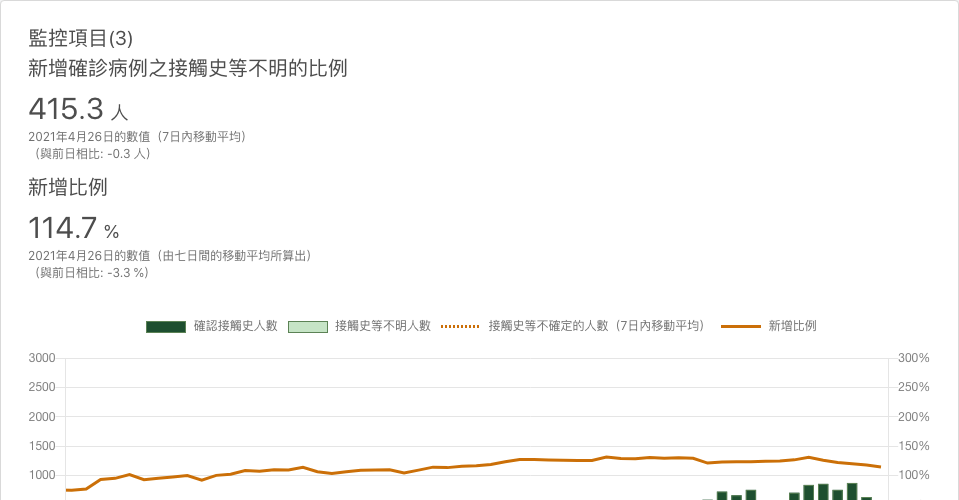 監控項目(3)
新增確診病例之接觸史等不明的比例
415.3 人
2021年4月26日的數值（7日內移動平均）
（與前日相比: -0.3 人）
新增比例
114.7 %
2021年4月26日的數值（由七日間的移動平均所算出）
（與前日相比: -3.3 %）
確認接觸史人數 接觸史等不明人數 接觸史等不確定的人數（7日內移動平均） 新增比例
3000 300%
2500 250%
2000 200%
1500 150%
1000 100%